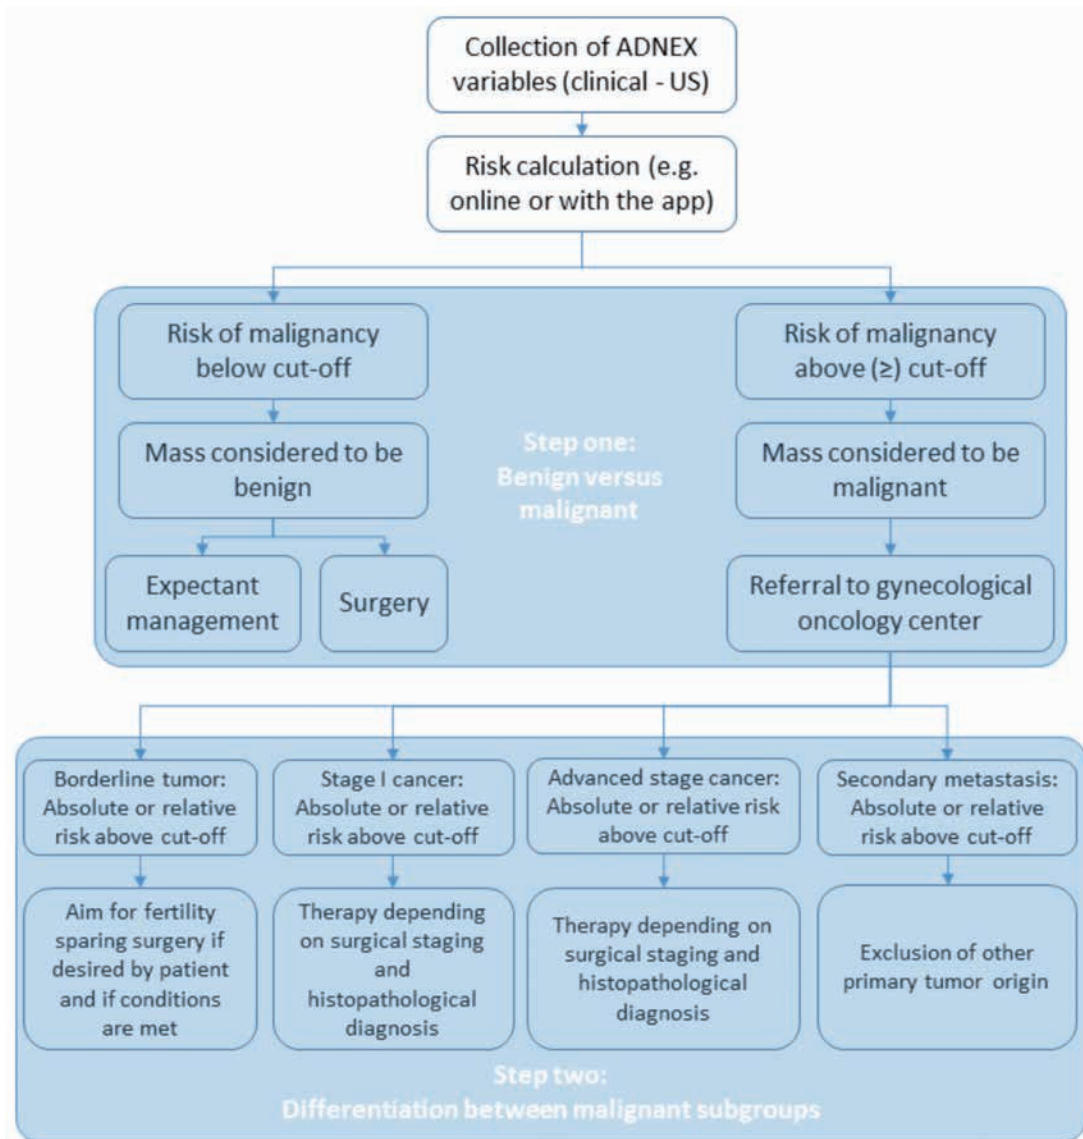 Collection of ADNEX
variables (clinical - US)
Risk calculation (e.g.
online or with the app)
Risk of malignancy
below cut-off
Risk of malignancy
above (≥) cut-off
Mass considered to be
benign
Step one:
Benign versus
malignant
Mass considered to be
malignant
Expectant
management
Surgery
Referral to gynecological
oncology center
Borderline tumor:
Absolute or relative
risk above cut-off
Stage I cancer:
Absolute or relative
risk above cut-off
Advanced stage cancer:
Absolute or relative risk
above cut-off
Secondary metastasis:
Absolute or relative
risk above cut-off
Aim for fertility
sparing surgery if
desired by patient
and if conditions
are met
Therapy depending
on surgical staging
and
histopathological
diagnosis
Therapy depending on
surgical staging and
histopathological
diagnosis
Exclusion of other
primary tumor origin
Step two:
Differentiation between malignant subgroups